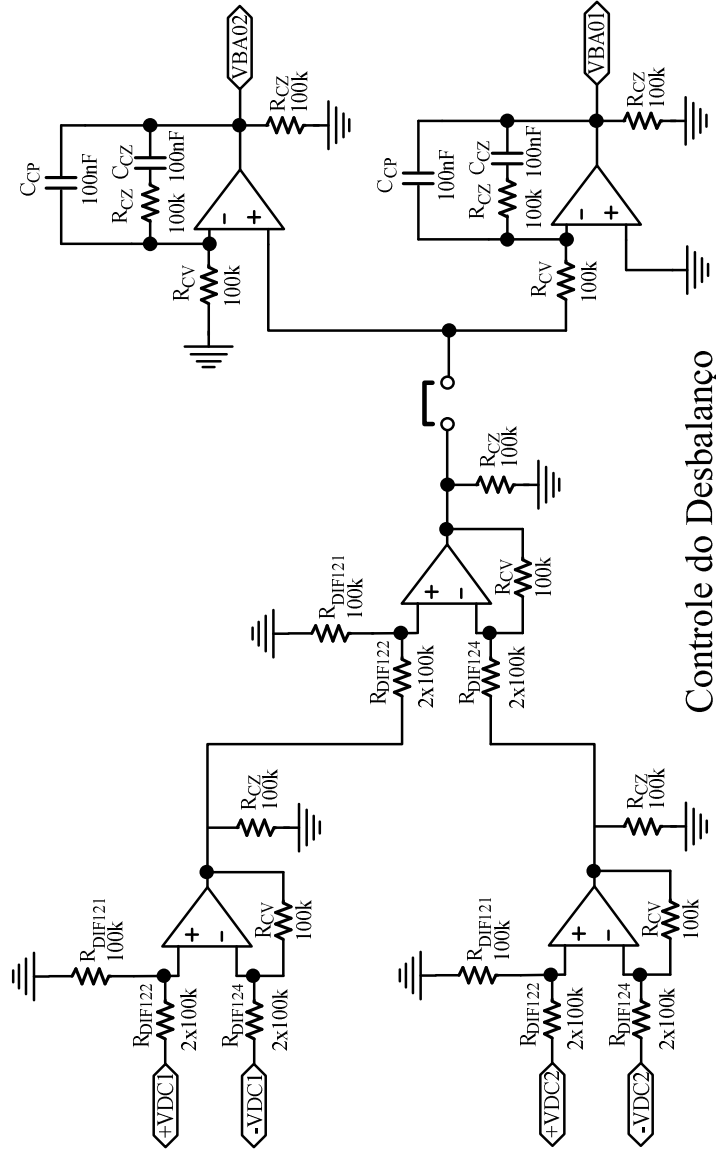 +VDC1
-VDC1
RDIF122
2x100k
RDIF124
2x100k
RDIF121
100k
+
-
RCV
100k
RCZ
100k
+VDC2
-VDC2
RDIF122
2x100k
RDIF124
2x100k
RDIF121
100k
+
-
RCV
100k
RCZ
100k
RDIF122
2x100k
RDIF124
2x100k
RDIF121
100k
+
-
RCV
100k
RCZ
100k
RCV
100k
CCP
100nF
RCZ
100k
CCZ
100nF
-
+
RCZ
100k
VBA02
RCV
100k
CCP
100nF
RCZ
100k
CCZ
100nF
-
+
RCZ
100k
VBA01
Controle do Desbalanço